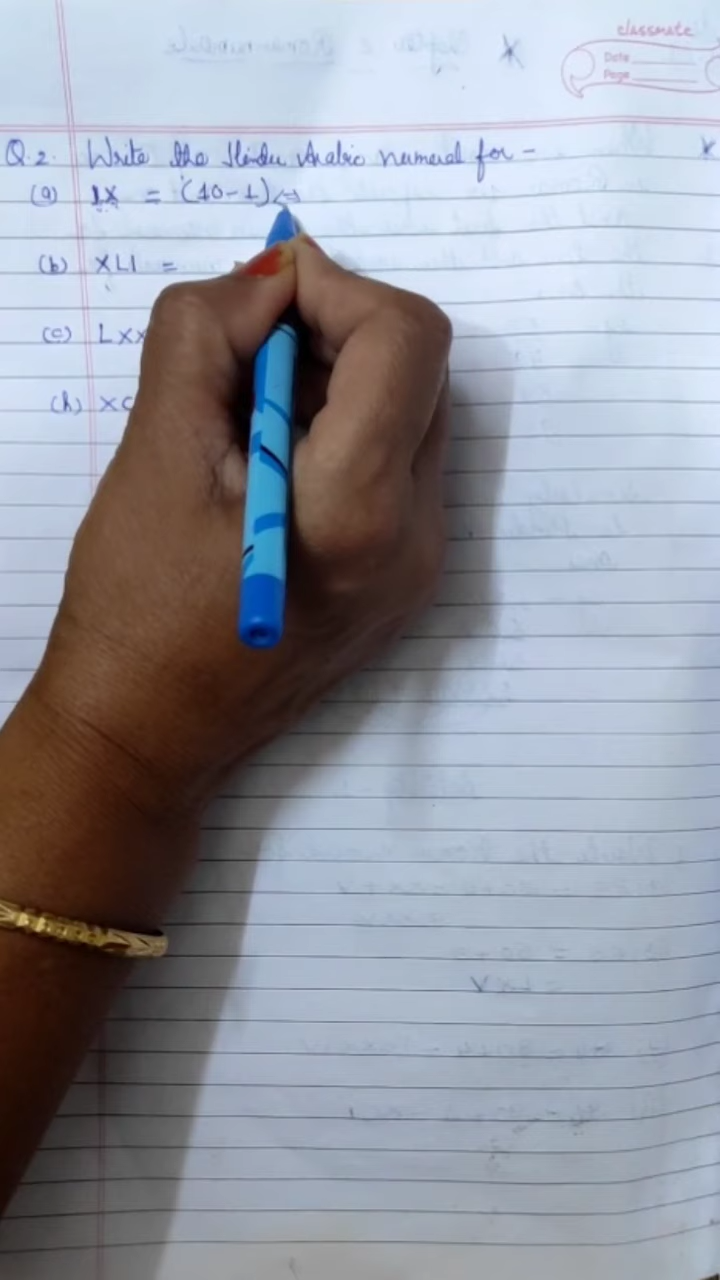 classmate
Date
Page
Q.2. Write the Hindu Arabic numeral for -
(a) IX = (10-1)
(b) XLI =
(c) LXX
(h) XC